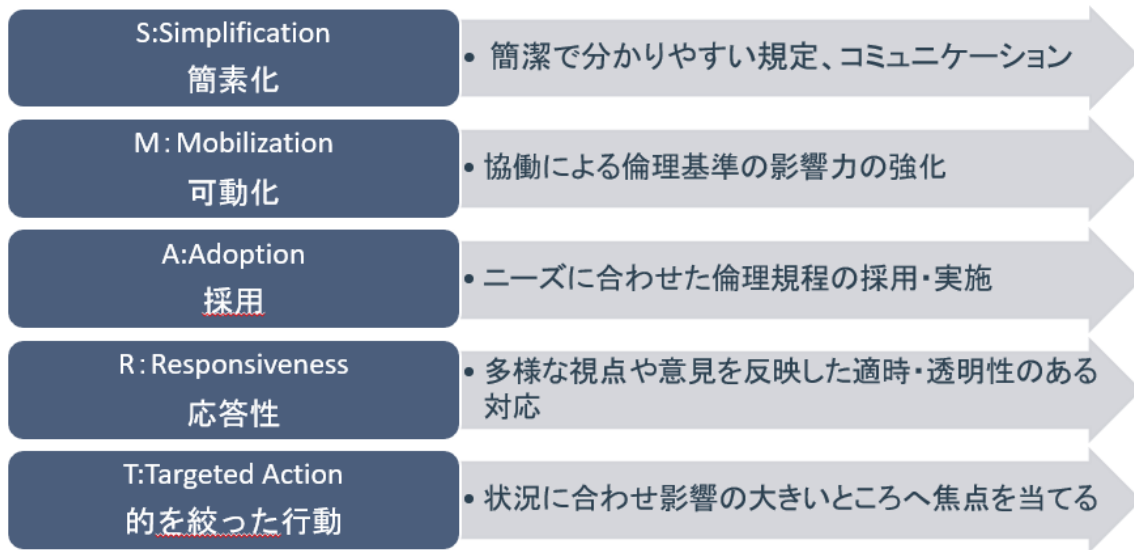 S:Simplification
簡素化
• 簡潔で分かりやすい規定、コミュニケーション
M：Mobilization
可動化
• 協働による倫理基準の影響力の強化
A:Adoption
採用
• ニーズに合わせた倫理規程の採用・実施
R：Responsiveness
応答性
• 多様な視点や意見を反映した適時・透明性のある
対応
T:Targeted Action
的を絞った行動
• 状況に合わせ影響の大きいところへ焦点を当てる